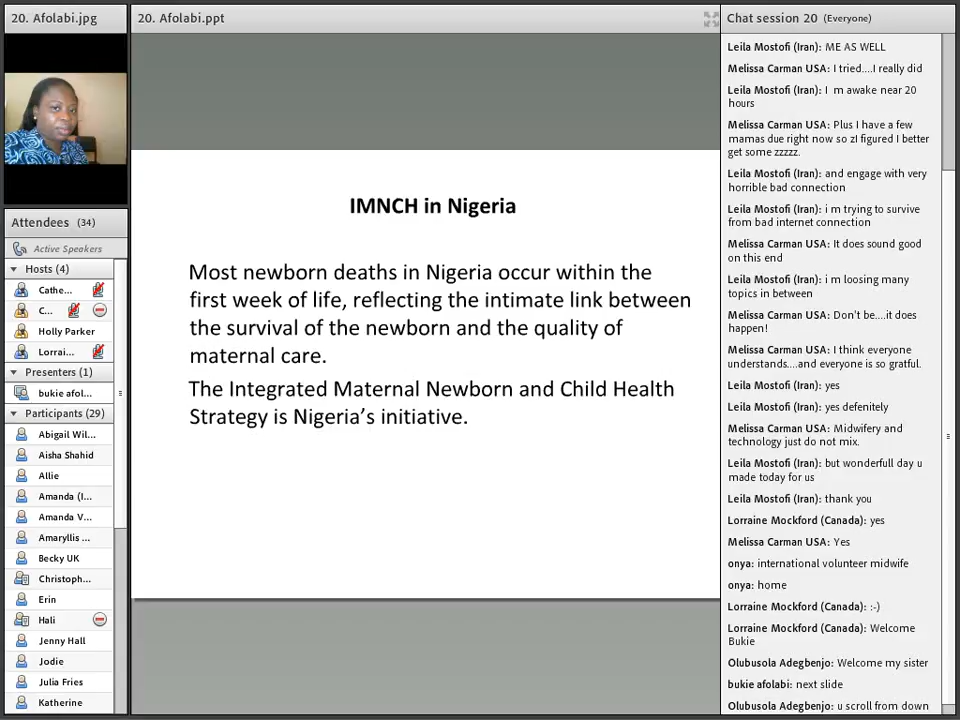 20. Afolabi.jpg
20. Afolabi.ppt
Chat session 20 (Everyone)
Attendees (34)
Active Speakers
Hosts (4)
Cathe...
C...
Holly Parker
Lorrai...
Presenters (1)
bukie afol...
Participants (29)
Abigail Wil...
Aisha Shahid
Allie
Amanda (I...
Amanda V...
Amaryllis ...
Becky UK
Christoph...
Erin
Hali
Jenny Hall
Jodie
Julia Fries
Katherine
IMNCH in Nigeria
Most newborn deaths in Nigeria occur within the
first week of life, reflecting the intimate link between
the survival of the newborn and the quality of
maternal care.
The Integrated Maternal Newborn and Child Health
Strategy is Nigeria’s initiative.
Leila Mostofi (Iran): ME AS WELL
Melissa Carman USA: I tried....I really did
Leila Mostofi (Iran): I m awake near 20
hours
Melissa Carman USA: Plus I have a few
mamas due right now so zI figured I better
get some zzzzz.
Leila Mostofi (Iran): and engage with very
horrible bad connection
Leila Mostofi (Iran): i m trying to survive
from bad internet connection
Melissa Carman USA: It does sound good
on this end
Leila Mostofi (Iran): i m loosing many
topics in between
Melissa Carman USA: Don't be....it does
happen!
Melissa Carman USA: I think everyone
understands....and everyone is so gratful.
Leila Mostofi (Iran): yes
Leila Mostofi (Iran): yes defenitely
Melissa Carman USA: Midwifery and
technology just do not mix.
Leila Mostofi (Iran): but wonderfull day u
made today for us
Leila Mostofi (Iran): thank you
Lorraine Mockford (Canada): yes
Melissa Carman USA: Yes
onya: international volunteer midwife
onya: home
Lorraine Mockford (Canada): :-)
Lorraine Mockford (Canada): Welcome
Bukie
Olubusola Adegbenjo: Welcome my sister
bukie afolabi: next slide
Olubusola Adegbenjo: u scroll from down